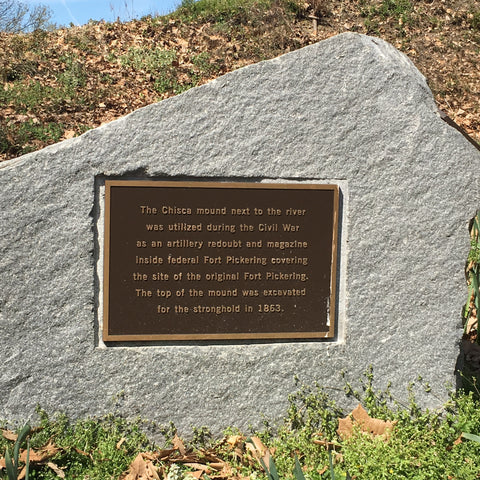 The Chisca mound next to the river
was utilized during the Civil War
as an artillery redoubt and magazine
inside federal Fort Pickering covering
the site of the original Fort Pickering.
The top of the mound was excavated
for the stronghold in 1863.